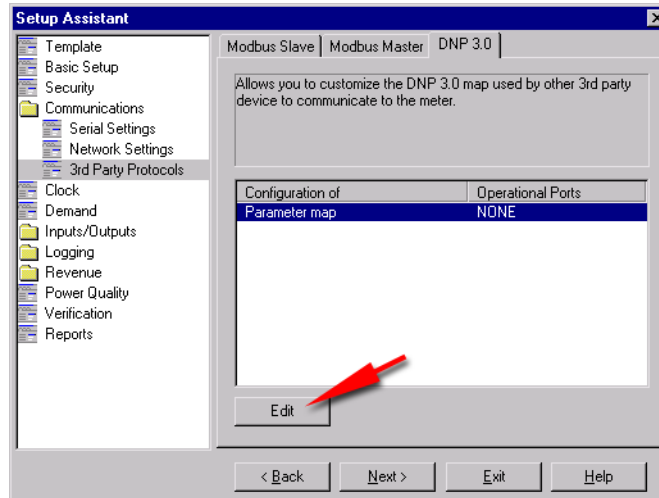 Setup Assistant
Template
Basic Setup
Security
Communications
Serial Settings
Network Settings
3rd Party Protocols
Clock
Demand
Inputs/Outputs
Logging
Revenue
Power Quality
Verification
Reports
Modbus Slave Modbus Master DNP 3.0
Allows you to customize the DNP 3.0 map used by other 3rd party
device to communicate to the meter.
Configuration of Operational Ports
Parameter map NONE
Edit
< Back Next > Exit Help